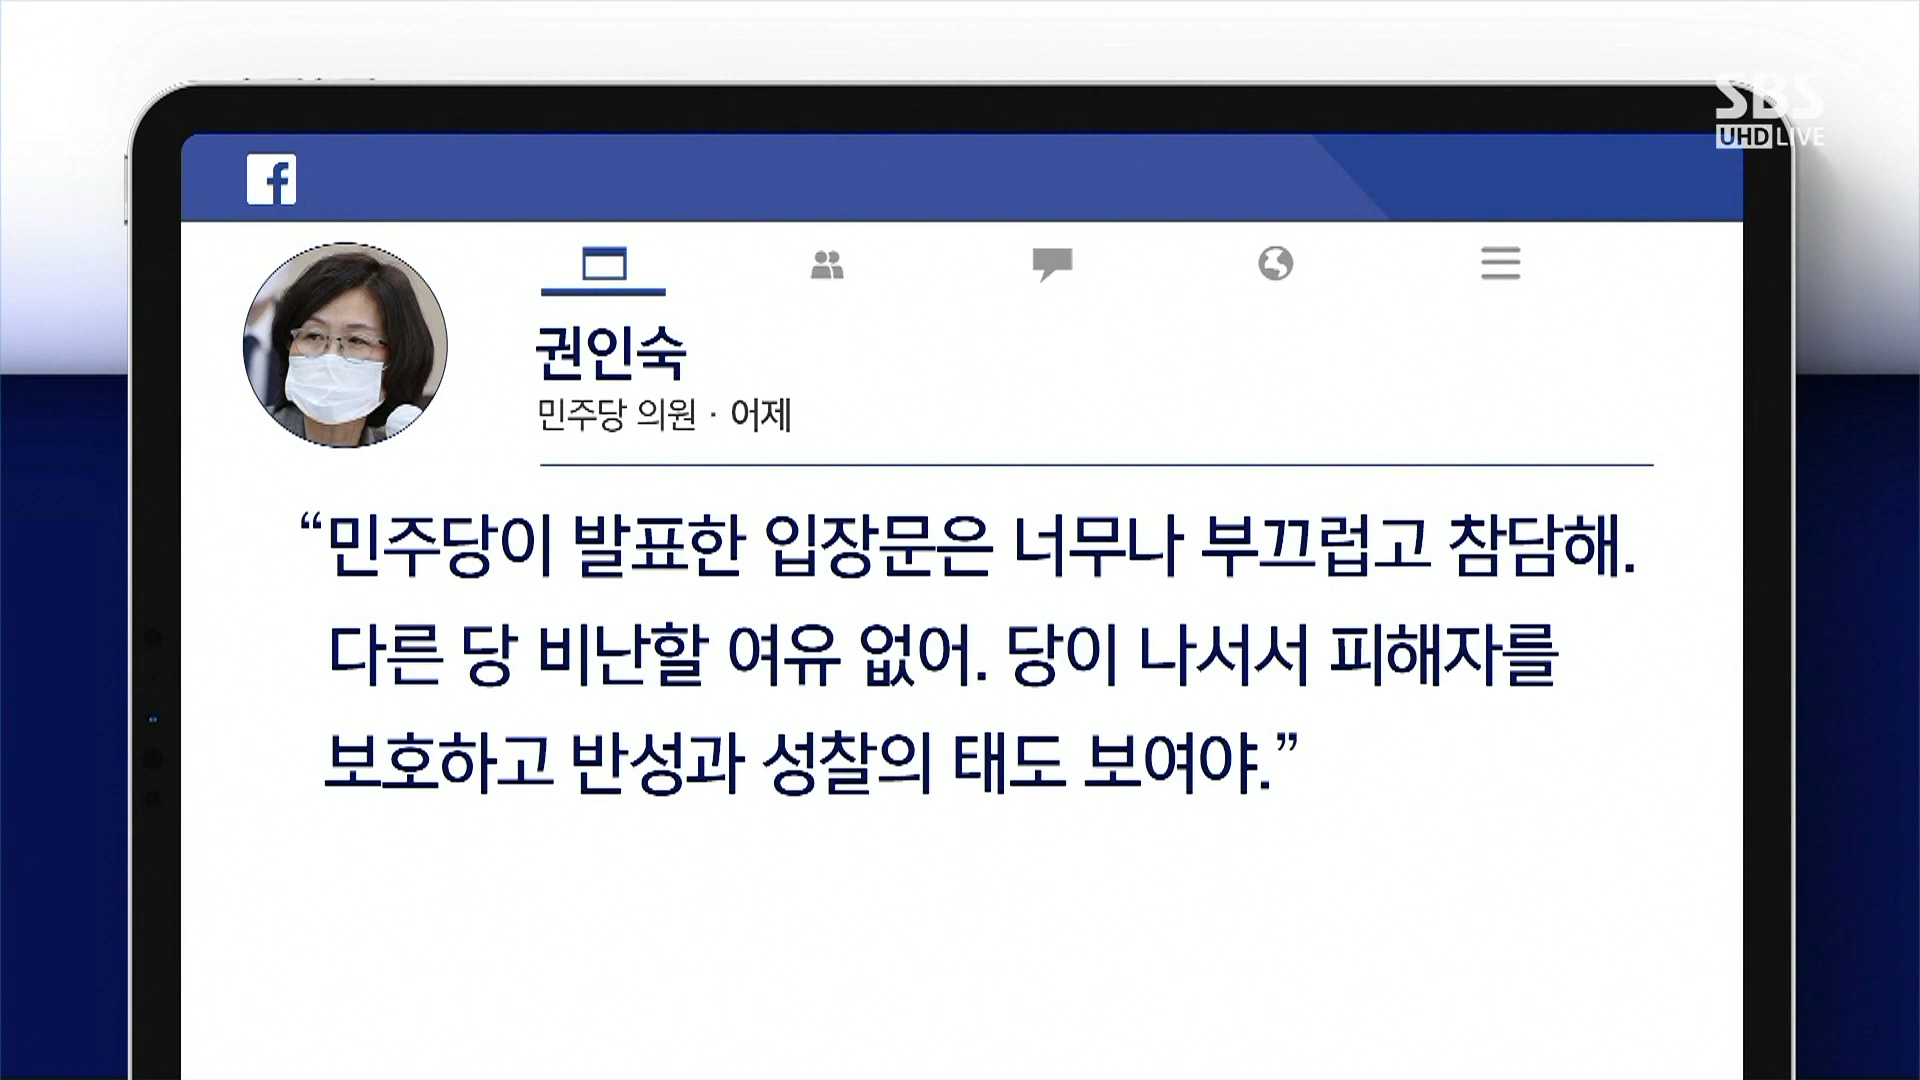 SBS
UHD LIVE
f
권인숙
민주당 의원 · 어제
“민주당이 발표한 입장문은 너무나 부끄럽고 참담해.
다른 당 비난할 여유 없어. 당이 나서서 피해자를
보호하고 반성과 성찰의 태도 보여야.”